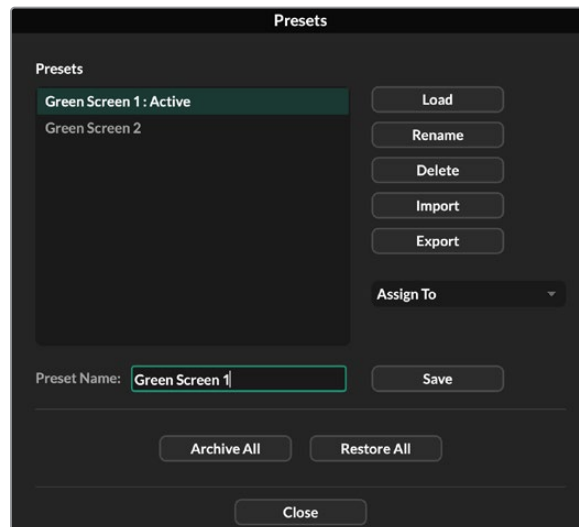 Presets
Presets
Green Screen 1 : Active
Green Screen 2
Load
Rename
Delete
Import
Export
Assign To
Preset Name: Green Screen 1
Save
Archive All
Restore All
Close